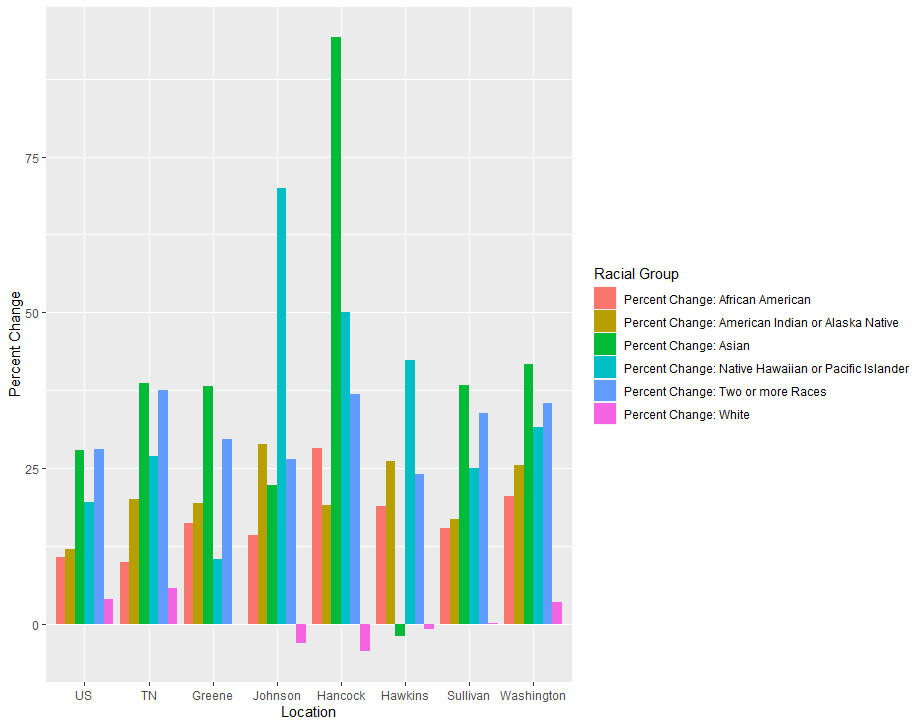 75
50
25
0
Percent Change
US TN Greene Johnson Hancock Hawkins Sullivan Washington
Location
Racial Group
Percent Change: African American
Percent Change: American Indian or Alaska Native
Percent Change: Asian
Percent Change: Native Hawaiian or Pacific Islander
Percent Change: Two or more Races
Percent Change: White